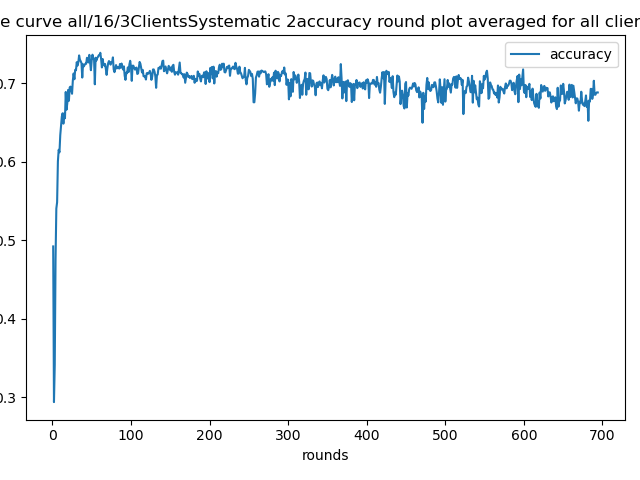 e curve all/16/3ClientsSystematic 2accuracy round plot averaged for all clien
accuracy
0.7
0.6
0.5
0.4
0.3
0 100 200 300 400 500 600 700
rounds